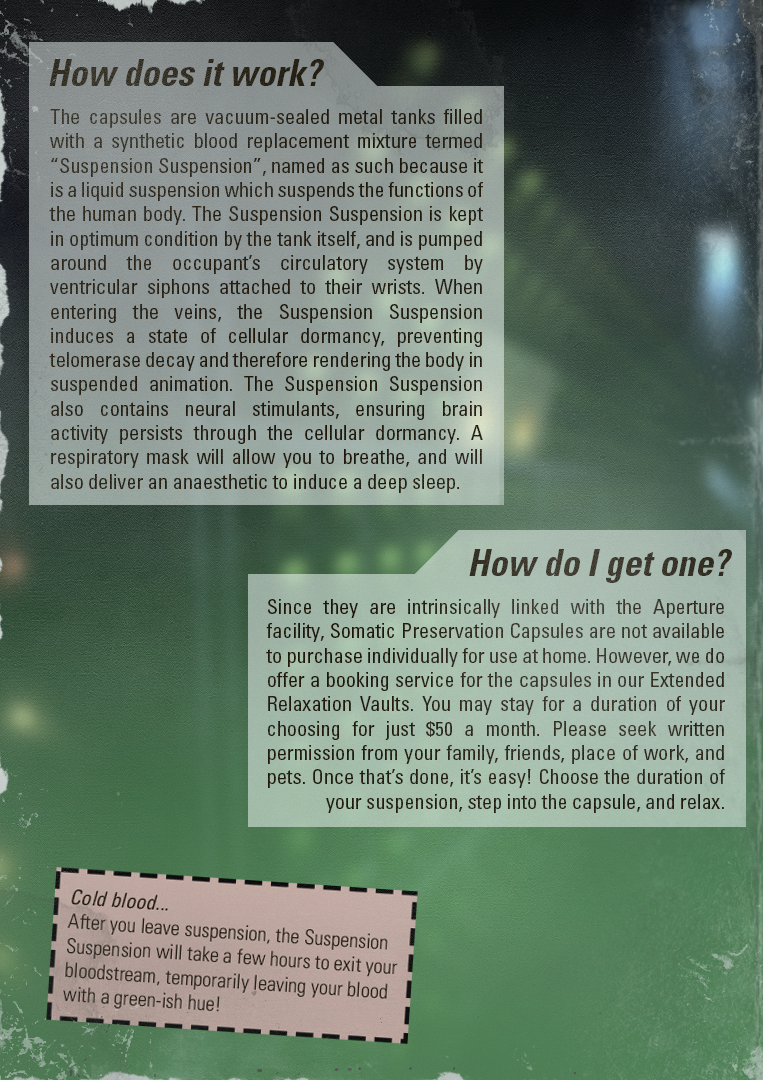 How does it work?
The capsules are vacuum-sealed metal tanks filled
with a synthetic blood replacement mixture termed
“Suspension Suspension”, named as such because it
is a liquid suspension which suspends the functions of
the human body. The Suspension Suspension is kept
in optimum condition by the tank itself, and is pumped
around the occupant’s circulatory system by
ventricular siphons attached to their wrists. When
entering the veins, the Suspension Suspension
induces a state of cellular dormancy, preventing
telomerase decay and therefore rendering the body in
suspended animation. The Suspension Suspension
also contains neural stimulants, ensuring brain
activity persists through the cellular dormancy. A
respiratory mask will allow you to breathe, and will
also deliver an anaesthetic to induce a deep sleep.
How do I get one?
Since they are intrinsically linked with the Aperture
facility, Somatic Preservation Capsules are not available
to purchase individually for use at home. However, we do
offer a booking service for the capsules in our Extended
Relaxation Vaults. You may stay for a duration of your
choosing for just $50 a month. Please seek written
permission from your family, friends, place of work, and
pets. Once that’s done, it’s easy! Choose the duration of
your suspension, step into the capsule, and relax.
Cold blood...
After you leave suspension, the Suspension
Suspension will take a few hours to exit your
bloodstream, temporarily leaving your blood
with a green-ish hue!